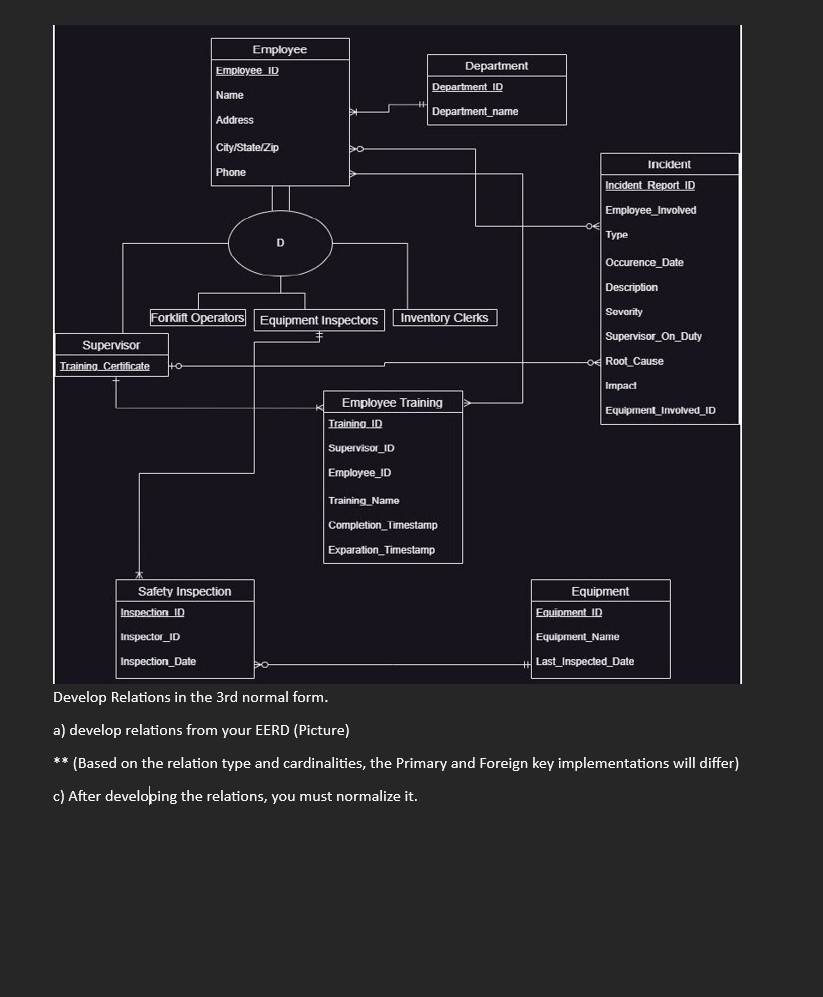 Employee
Employee_ID
Name
Address
City/State/Zip
Phone
Department
Department_ID
Department_name
Incident
Incident_Report_ID
Employee_Involved
Type
Occurence_Date
Description
Severity
Supervisor_On_Duty
Root_Cause
Impact
Equipment_Involved_ID
D
Forklift Operators
Equipment Inspectors
Inventory Clerks
Supervisor
Training_Certificate
Employee Training
Training_ID
Supervisor_ID
Employee_ID
Training_Name
Completion_Timestamp
Exparation_Timestamp
Safety Inspection
Inspection_ID
Inspector_ID
Inspection_Date
Equipment
Equipment_ID
Equipment_Name
Last_Inspected_Date
Develop Relations in the 3rd normal form.
a) develop relations from your EERD (Picture)
** (Based on the relation type and cardinalities, the Primary and Foreign key implementations will differ)
c) After developing the relations, you must normalize it.